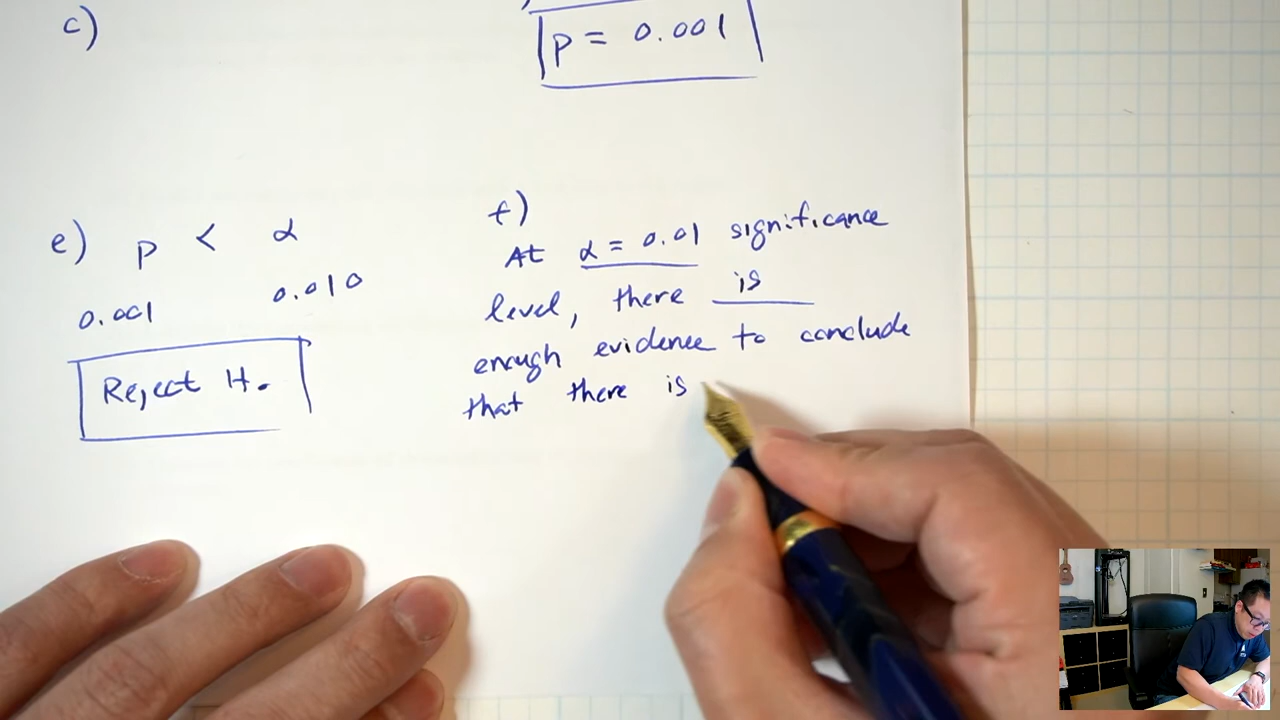 c)
p = 0.001
e) p < α
0.001 0.010
Reject H.
f)
At α = 0.01 significance
level, there is
enough evidence to conclude
that there is